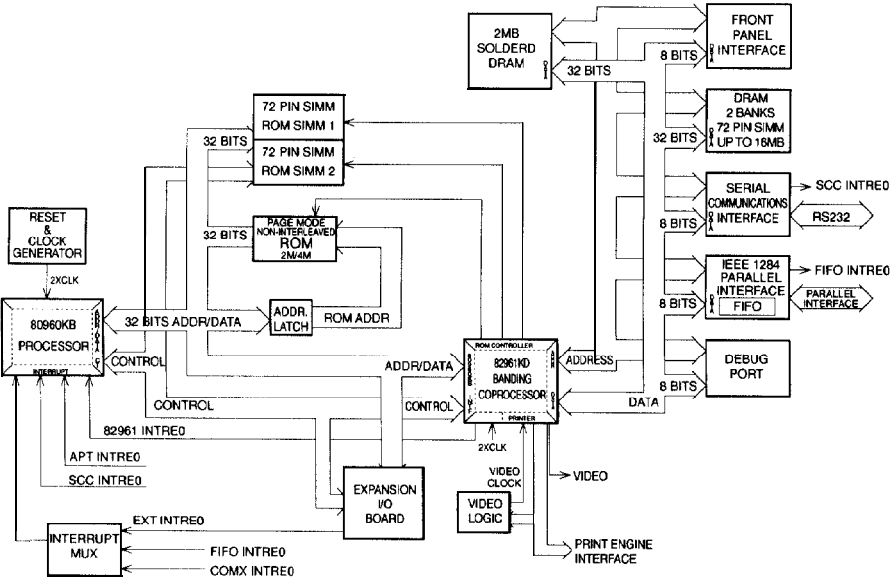 2MB
SOLDERD
DRAM
32 BITS
FRONT
PANEL
INTERFACE
8 BITS
72 PIN SIMM
ROM SIMM 1
72 PIN SIMM
ROM SIMM 2
32 BITS
DRAM
2 BANKS
72 PIN SIMM
UP TO 16MB
32 BITS
SERIAL
COMMUNICATIONS
INTERFACE
8 BITS
SCC INTRE0
RS232
RESET
&
CLOCK
GENERATOR
2XCLK
PAGE MODE
NON-INTERLEAVED
ROM
2M/4M
32 BITS
IEEE 1284
PARALLEL
INTERFACE
FIFO
8 BITS
FIFO INTRE0
PARALLEL
INTERFACE
80960KB
PROCESSOR
INTERRUPT
32 BITS ADDR/DATA
ADDR.
LATCH
ROM ADDR
CONTROL
CONTROL
ADDR/DATA
CONTROL
ROM CONTROLLER
82961KD
BANDING
COPROCESSOR
PRINTER
ADDRESS
DATA
DEBUG
PORT
8 BITS
82961 INTRE0
APT INTRE0
SCC INTRE0
2XCLK
VIDEO
CLOCK
VIDEO
EXPANSION
I/O
BOARD
VIDEO
LOGIC
PRINT ENGINE
INTERFACE
INTERRUPT
MUX
EXT INTRE0
FIFO INTRE0
COMX INTRE0